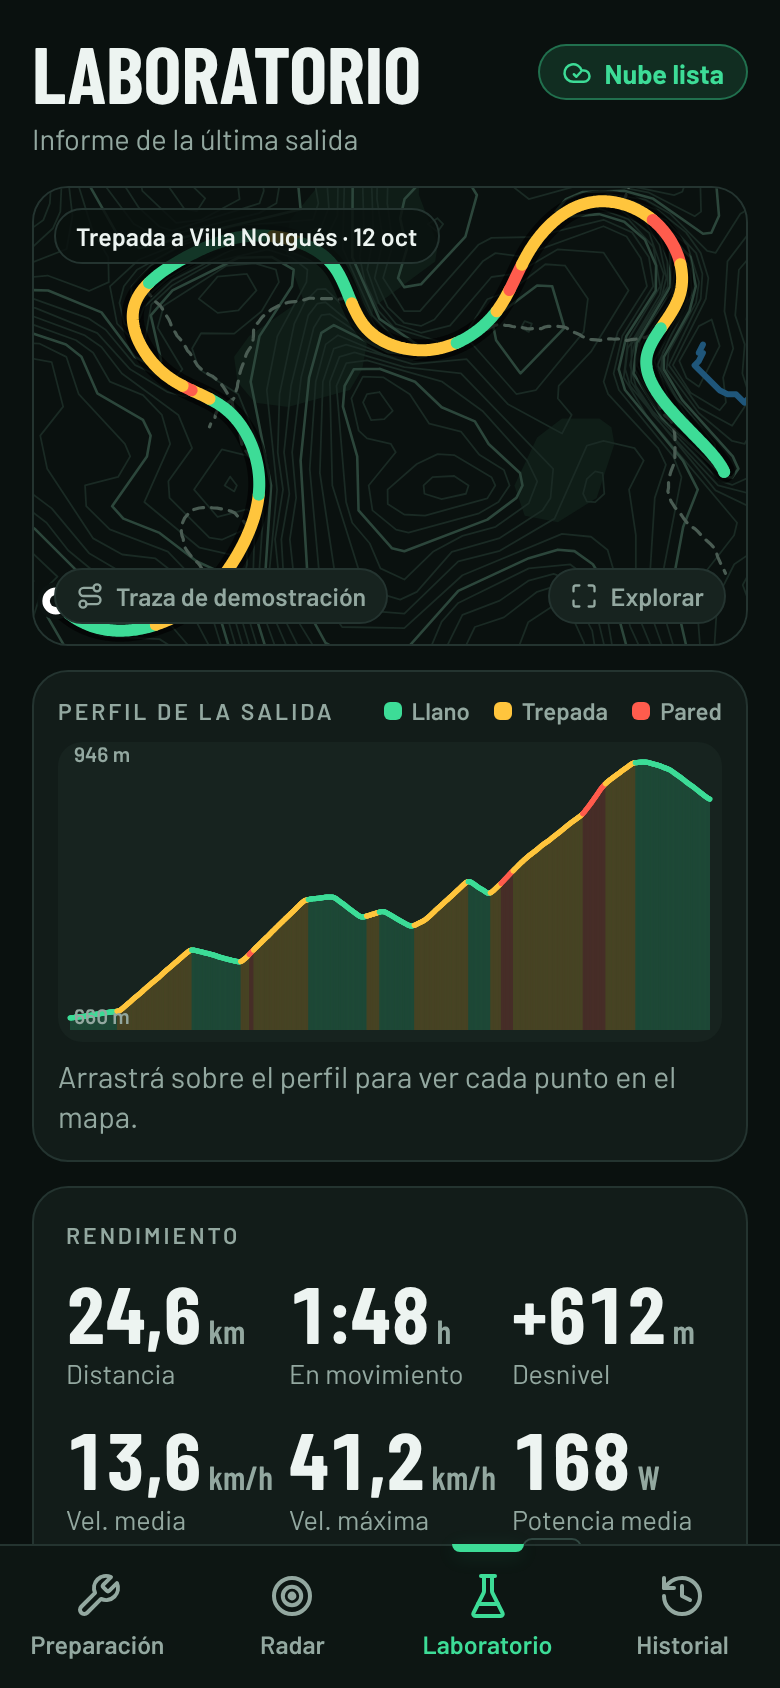 LABORATORIO
Nube lista
Informe de la última salida
Trepada a Villa Nougués · 12 oct
Traza de demostración
Explorar
PERFIL DE LA SALIDA
Llano
Trepada
Pared
946 m
Arrastrá sobre el perfil para ver cada punto en el
mapa.
RENDIMIENTO
24,6 km
1:48 h
+612 m
Distancia
En movimiento
Desnivel
13,6 km/h
41,2 km/h
168 W
Vel. media
Vel. máxima
Potencia media
Preparación
Radar
Laboratorio
Historial